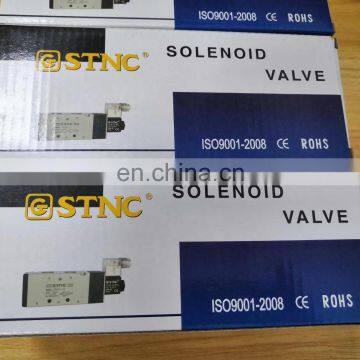 ISO9001-2008 CE ROHS
STNC®
SOLENOID
VALVE
ISO9001-2008 CE ROHS
china.cn
STNC®
SOLENOID
VALVE
ISO9001-2008 CE ROHS